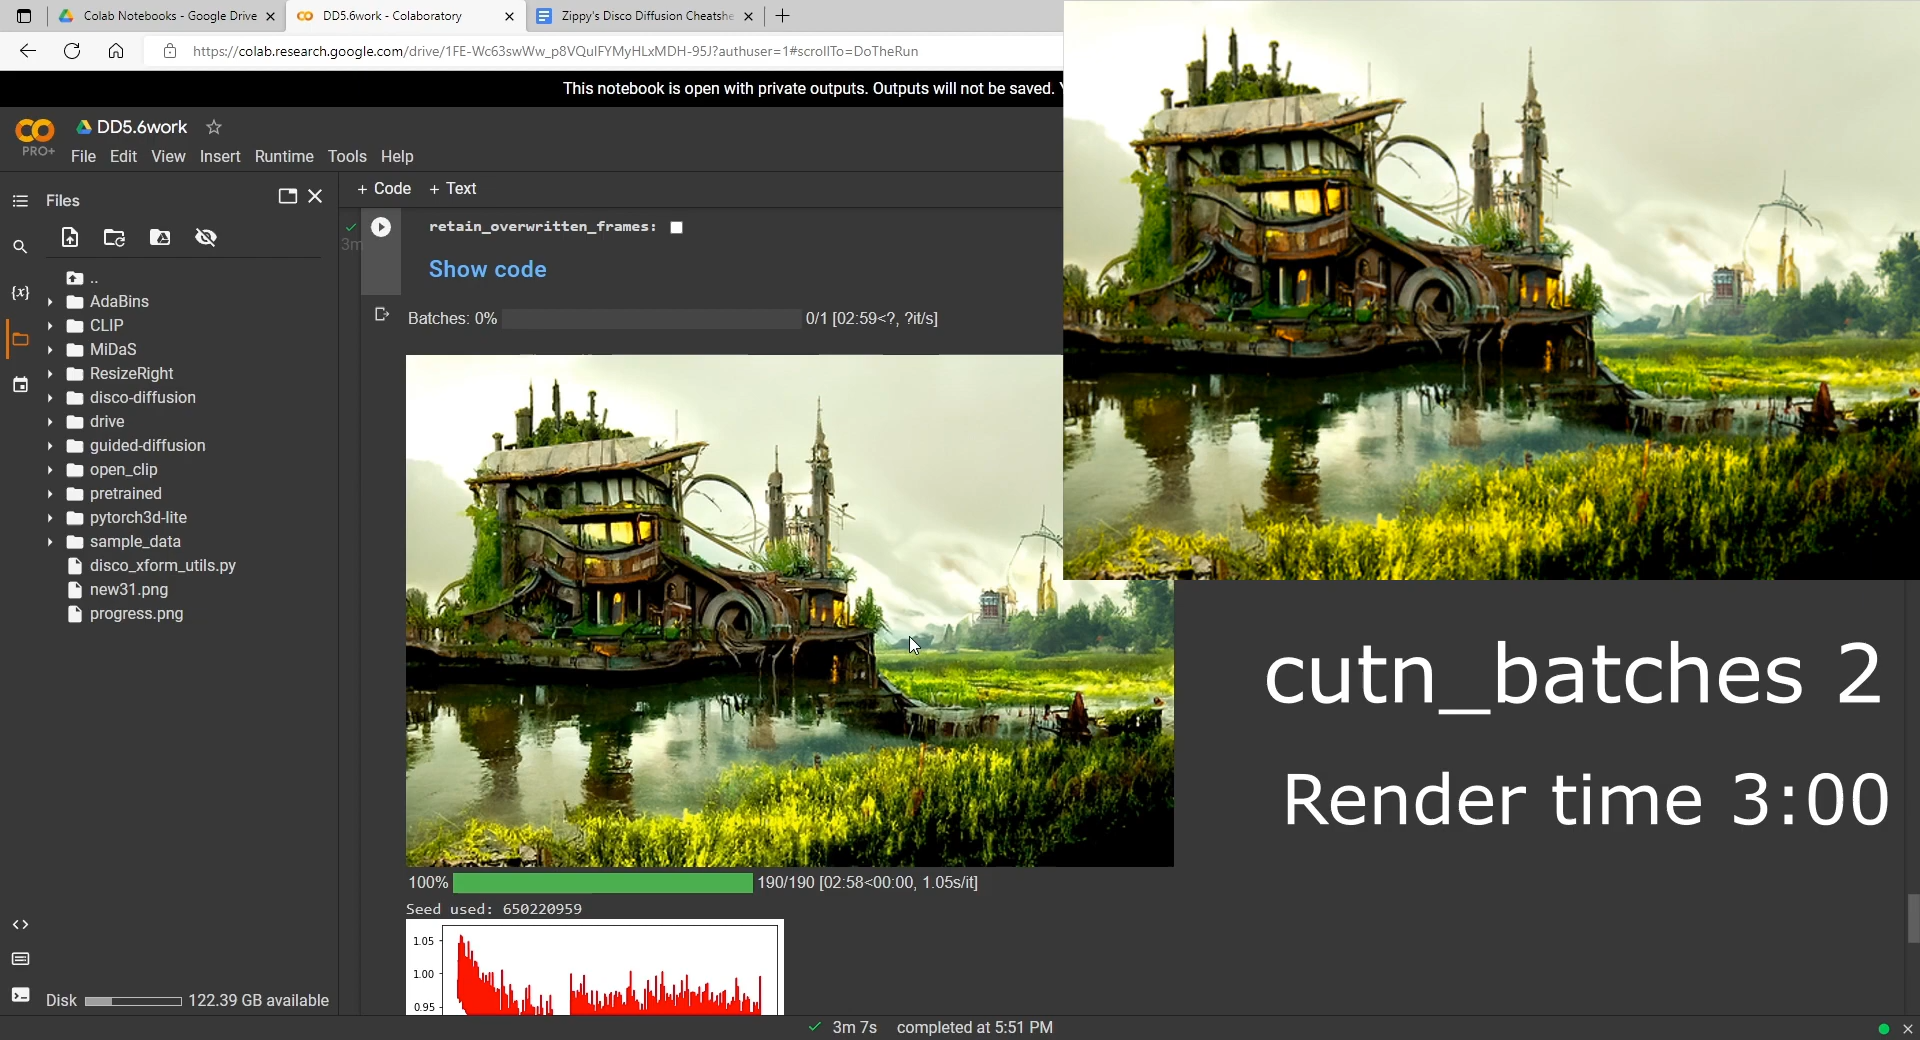 Colab Notebooks - Google Drive
DD5.6work - Colaboratory
Zippy's Disco Diffusion Cheatshe
https://colab.research.google.com/drive/1FE-Wc63swWw_p8VQuIFYMyHLxMDH-95J?authuser=1#scrollTo=DoTheRun
This notebook is open with private outputs. Outputs will not be saved.
PRO+
DD5.6work
File Edit View Insert Runtime Tools Help
+ Code + Text
Files
{x}
..
AdaBins
CLIP
MiDaS
ResizeRight
disco-diffusion
drive
guided-diffusion
open_clip
pretrained
pytorch3d-lite
sample_data
disco_xform_utils.py
new31.png
progress.png
Disk 122.39 GB available
3m
retain_overwritten_frames:
Show code
Batches: 0% 0/1 [02:59<?, ?it/s]
100% 190/190 [02:58<00:00, 1.05s/it]
Seed used: 650220959
1.05
1.00
0.95
cutn_batches 2
Render time 3:00
3m 7s completed at 5:51 PM